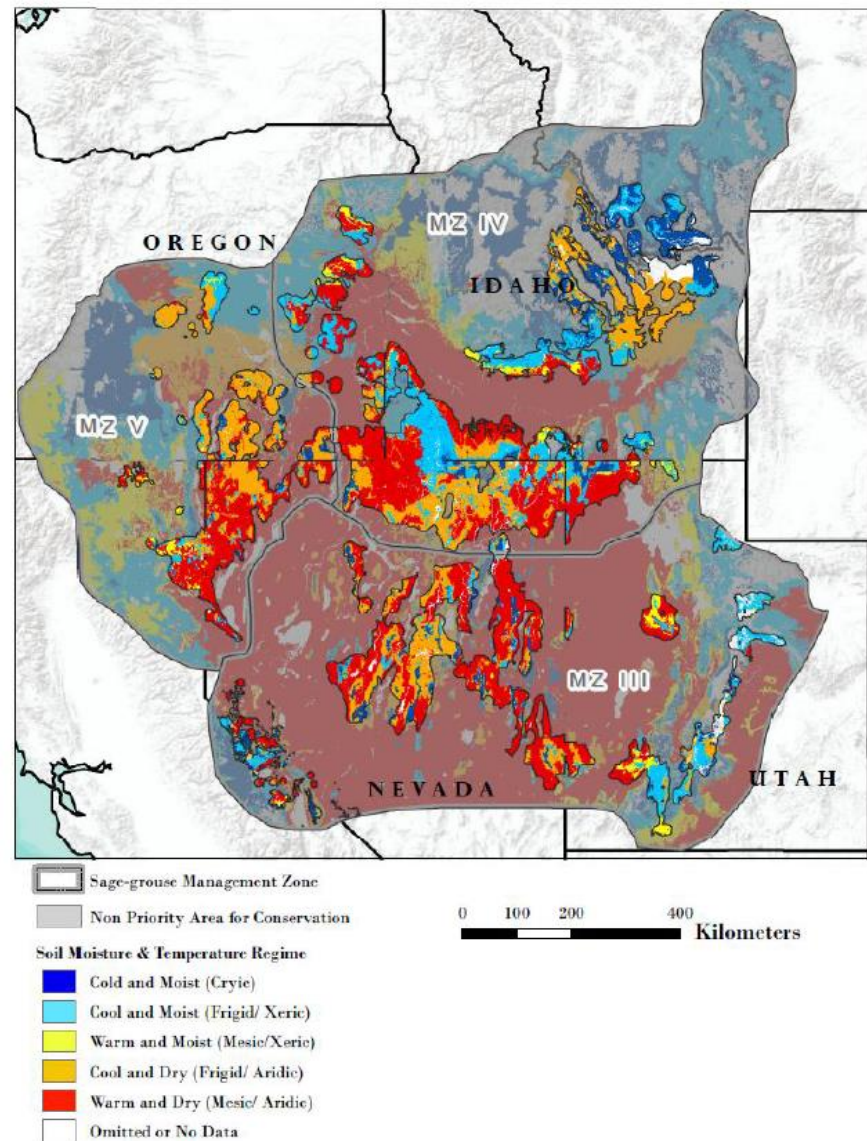 MZ IV
OREGON
IDAHO
MZ V
MZ III
NEVADA
UTAH
Sage-grouse Management Zone
Non Priority Area for Conservation
0 100 200 400
Kilometers
Soil Moisture & Temperature Regime
Cold and Moist (Cryic)
Cool and Moist (Frigid/ Xeric)
Warm and Moist (Mesic/Xeric)
Cool and Dry (Frigid/ Aridic)
Warm and Dry (Mesic/ Aridic)
Omitted or No Data